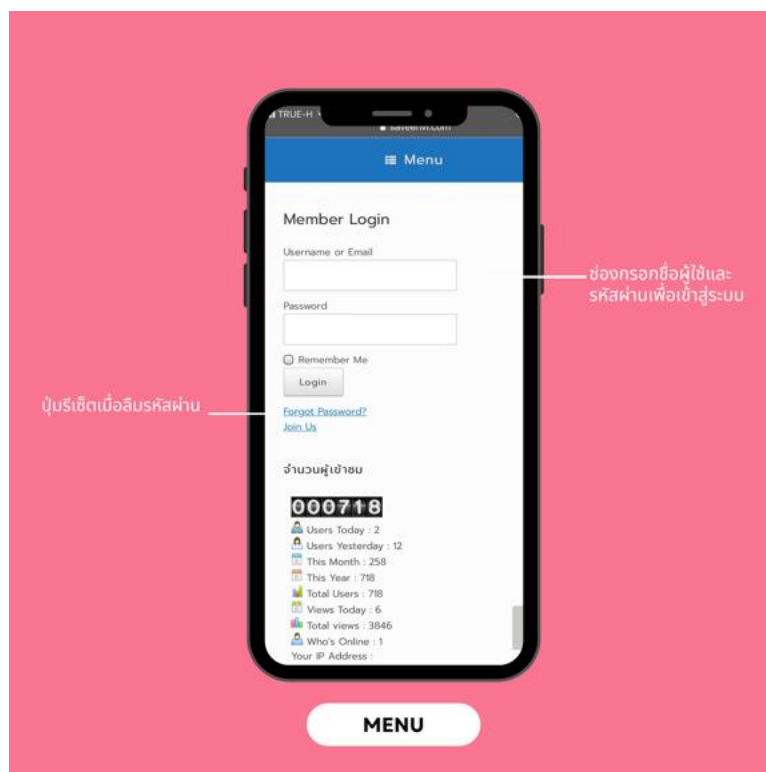 TRUE-H
saveenvi.com
Menu
Member Login
Username or Email
ช่องกรอกชื่อผู้ใช้และ
รหัสผ่านเพื่อเข้าสู่ระบบ
Password
Remember Me
Login
ปุ่มรีเซ็ตเมื่อลืมรหัสผ่าน
Forgot Password?
Join Us
จำนวนผู้เข้าชม
000718
Users Today : 2
Users Yesterday : 12
This Month : 258
This Year : 718
Total Users : 718
Views Today : 6
Total views : 3846
Who's Online : 1
Your IP Address :
MENU